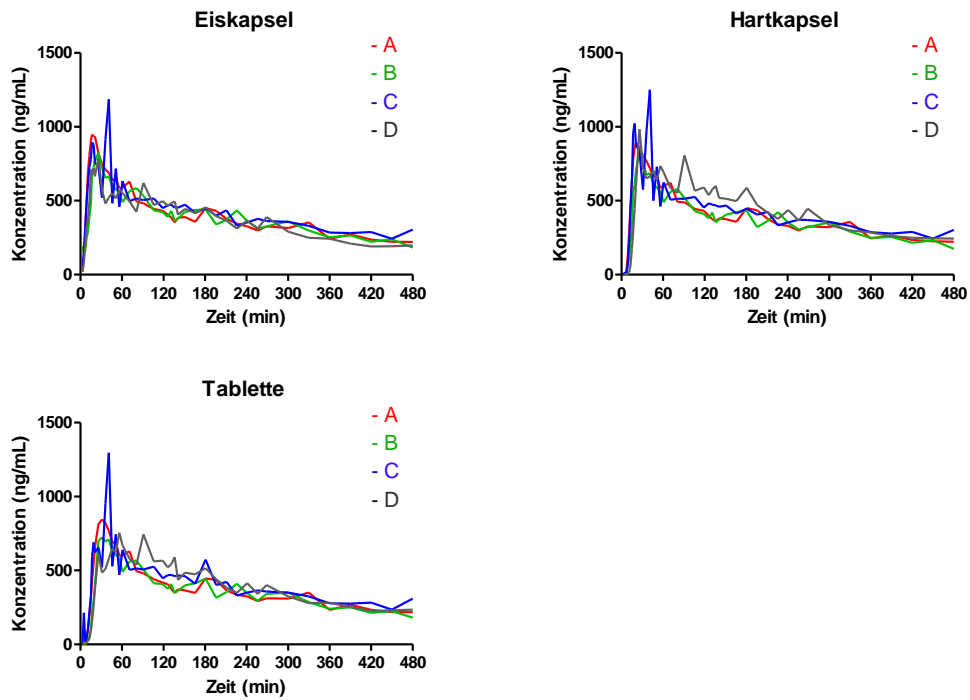 Eiskapsel
1500
1000
500
0
0 60 120 180 240 300 360 420 480
Konzentration (ng/mL)
Zeit (min)
- A
- B
- C
- D
Hartkapsel
1500
1000
500
0
0 60 120 180 240 300 360 420 480
Konzentration (ng/mL)
Zeit (min)
- A
- B
- C
- D
Tablette
1500
1000
500
0
0 60 120 180 240 300 360 420 480
Konzentration (ng/mL)
Zeit (min)
- A
- B
- C
- D